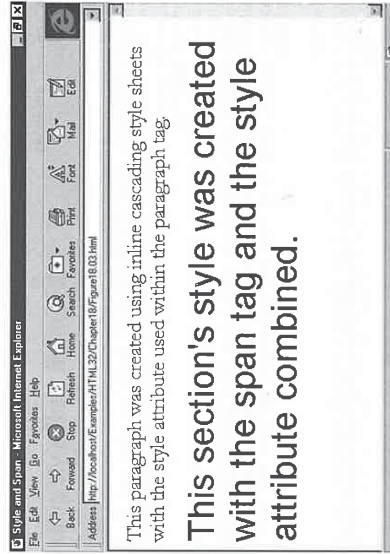 Style and Span - Microsoft Internet Explorer
File Edit View Go Favorites Help
Back Forward Stop Refresh Home Search Favorites Print Font Mail Edit
Address http://localhost/Examples/HTML32/Chapter18/Figure18.03.html
This paragraph was created using inline cascading style sheets
with the style attribute used within the paragraph tag.
This section's style was created
with the span tag and the style
attribute combined.